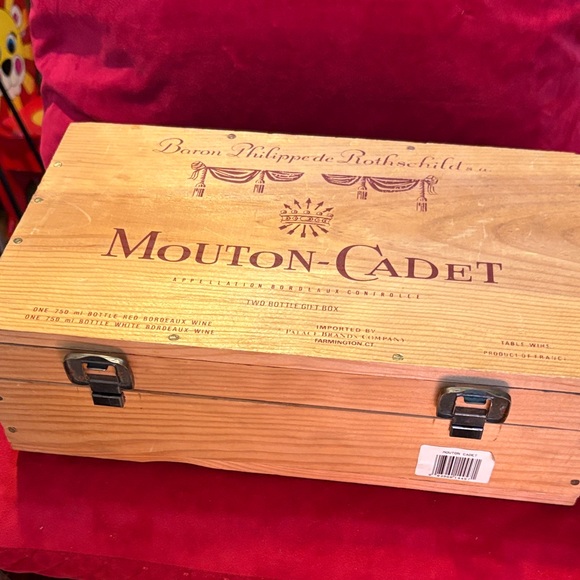 Baron Philippe de Rothschild s.a.
MOUTON-CADET
APPELLATION BORDEAUX CONTROLLE
TWO BOTTLE GIFT BOX
ONE 750 ml BOTTLE RED BORDEAUX WINE
ONE 750 ml BOTTLE WHITE BORDEAUX WINE
IMPORTED BY
PALACE BRANDS COMPANY
FARMINGTON CT.
TABLE WINE
PRODUCT OF FRANCE
MOUTON CADET